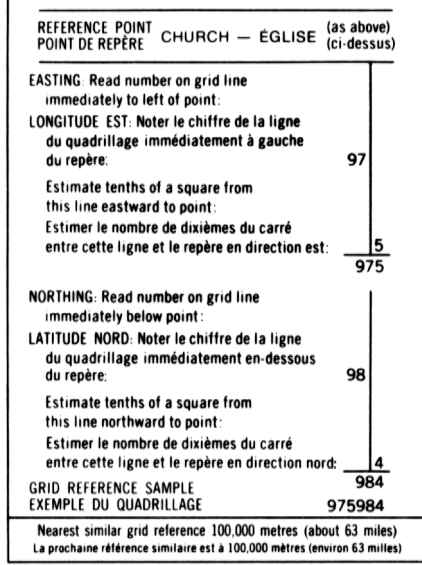 REFERENCE POINT CHURCH — ÉGLISE (as above)
POINT DE REPÈRE (ci-dessus)
EASTING: Read number on grid line
immediately to left of point:
LONGITUDE EST: Noter le chiffre de la ligne
du quadrillage immédiatement à gauche
du repère: 97
Estimate tenths of a square from
this line eastward to point:
Estimer le nombre de dixièmes du carré
entre cette ligne et le repère en direction est: 5
975
NORTHING: Read number on grid line
immediately below point:
LATITUDE NORD: Noter le chiffre de la ligne
du quadrillage immédiatement en-dessous
du repère: 98
Estimate tenths of a square from
this line northward to point:
Estimer le nombre de dixièmes du carré
entre cette ligne et le repère en direction nord: 4
984
GRID REFERENCE SAMPLE
EXEMPLE DU QUADRILLAGE 975984
Nearest similar grid reference 100,000 metres (about 63 miles)
La prochaine référence similaire est à 100,000 mètres (environ 63 milles)